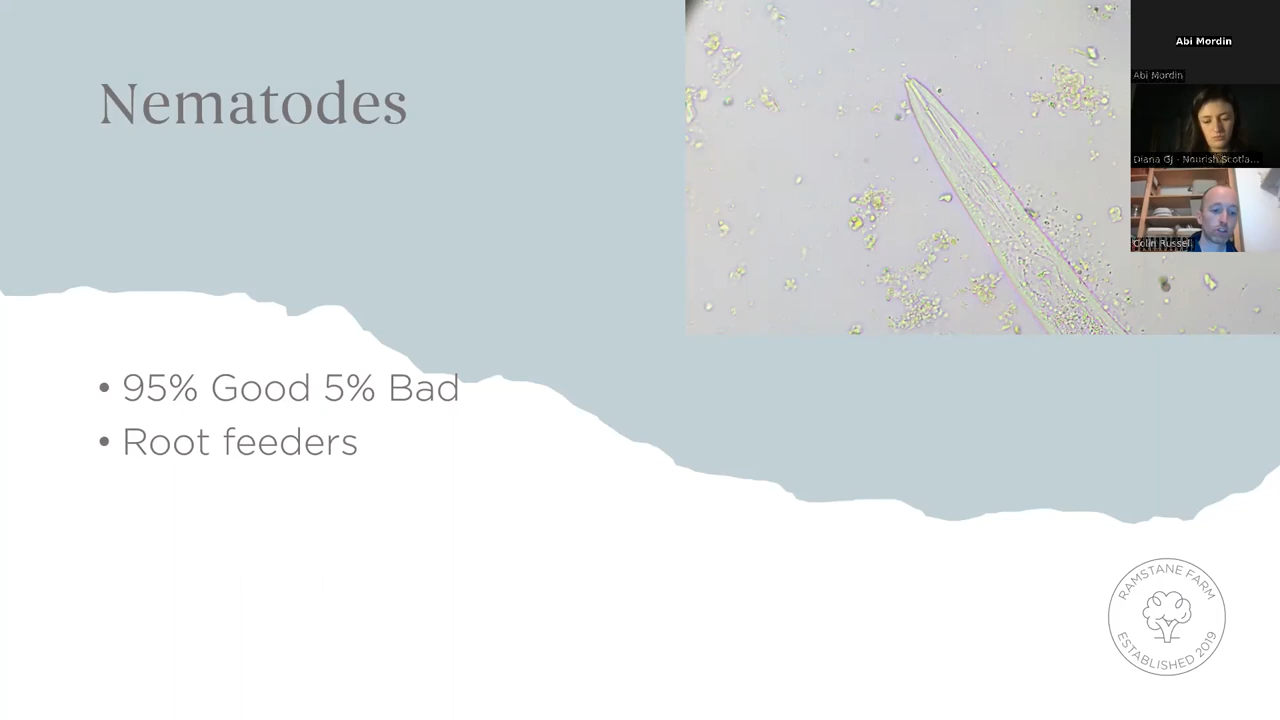 Nematodes
• 95% Good 5% Bad
• Root feeders
Abi Mordin
Abi Mordin
Diana GJ - Nourish Scotla...
Colin Russell
RAMSTANE FARM
ESTABLISHED 2019